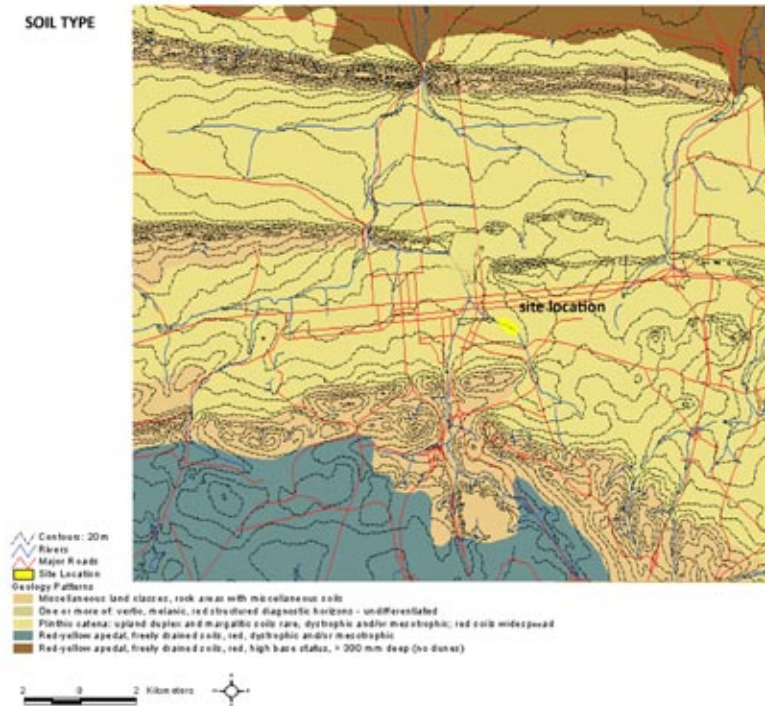 SOIL TYPE
site location
Contours: 20 m
Rivers
Major Roads
Site Location
Geology Patterns
Miscellaneous land classes, rock areas with miscellaneous soils
One or more of: vertic, melanic, red structured diagnostic horizons - undifferentiated
Plinthic catena: upland duplex and margalitic soils rare, dystrophic and/or mesotrophic; red soils widespread
Red-yellow apedal, freely drained soils, red, dystrophic and/or mesotrophic
Red-yellow apedal, freely drained soils, red, high base status, > 300 mm deep (no dunes)
2 0 2 Kilometers